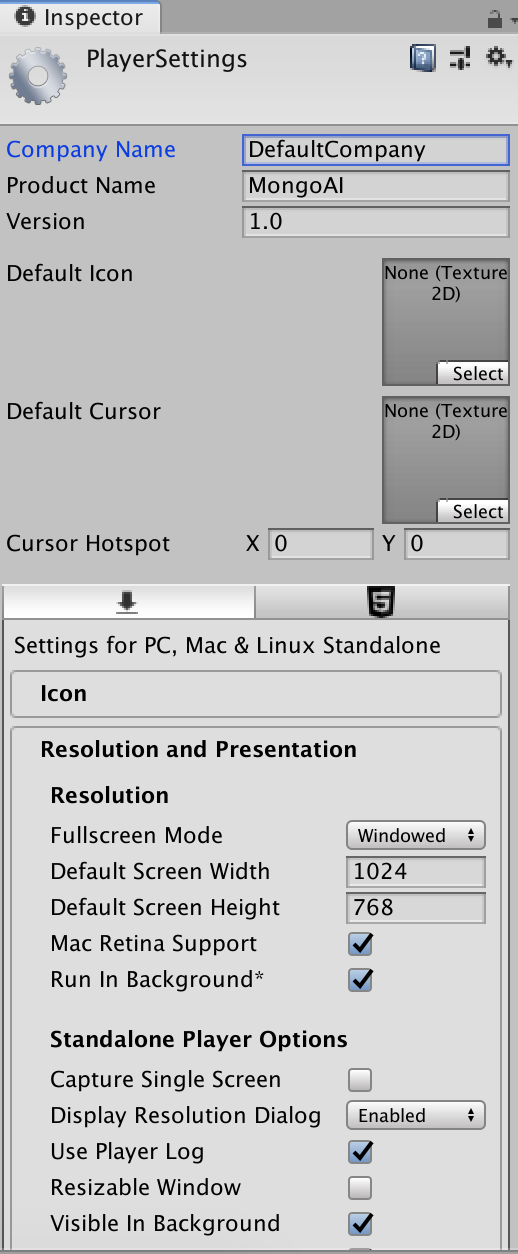 Inspector
PlayerSettings
Company Name DefaultCompany
Product Name MongoAI
Version 1.0
Default Icon None (Texture
2D)
Select
Default Cursor None (Texture
2D)
Select
Cursor Hotspot X 0 Y 0
Settings for PC, Mac & Linux Standalone
Icon
Resolution and Presentation
Resolution
Fullscreen Mode Windowed
Default Screen Width 1024
Default Screen Height 768
Mac Retina Support
Run In Background*
Standalone Player Options
Capture Single Screen
Display Resolution Dialog Enabled
Use Player Log
Resizable Window
Visible In Background